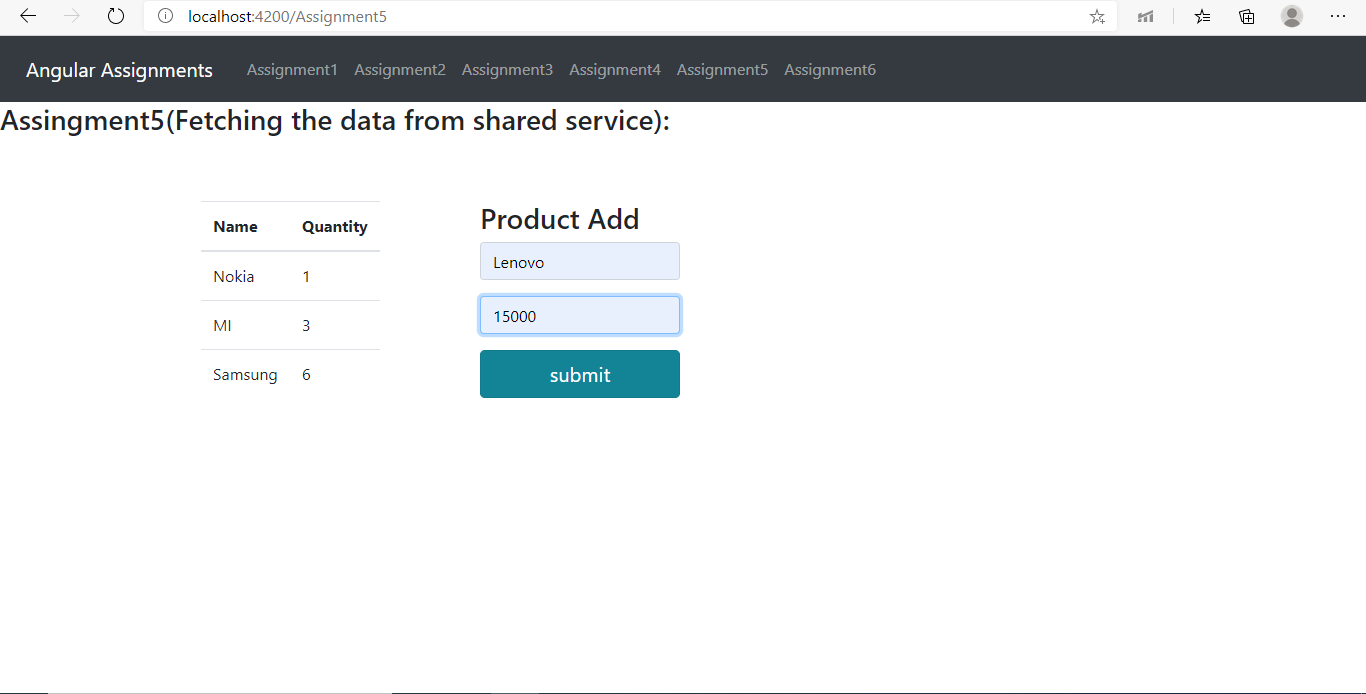 localhost:4200/Assignment5
Angular Assignments Assignment1 Assignment2 Assignment3 Assignment4 Assignment5 Assignment6
Assingment5(Fetching the data from shared service):
Name Quantity
Nokia 1
MI 3
Samsung 6
Product Add
Lenovo
15000
submit